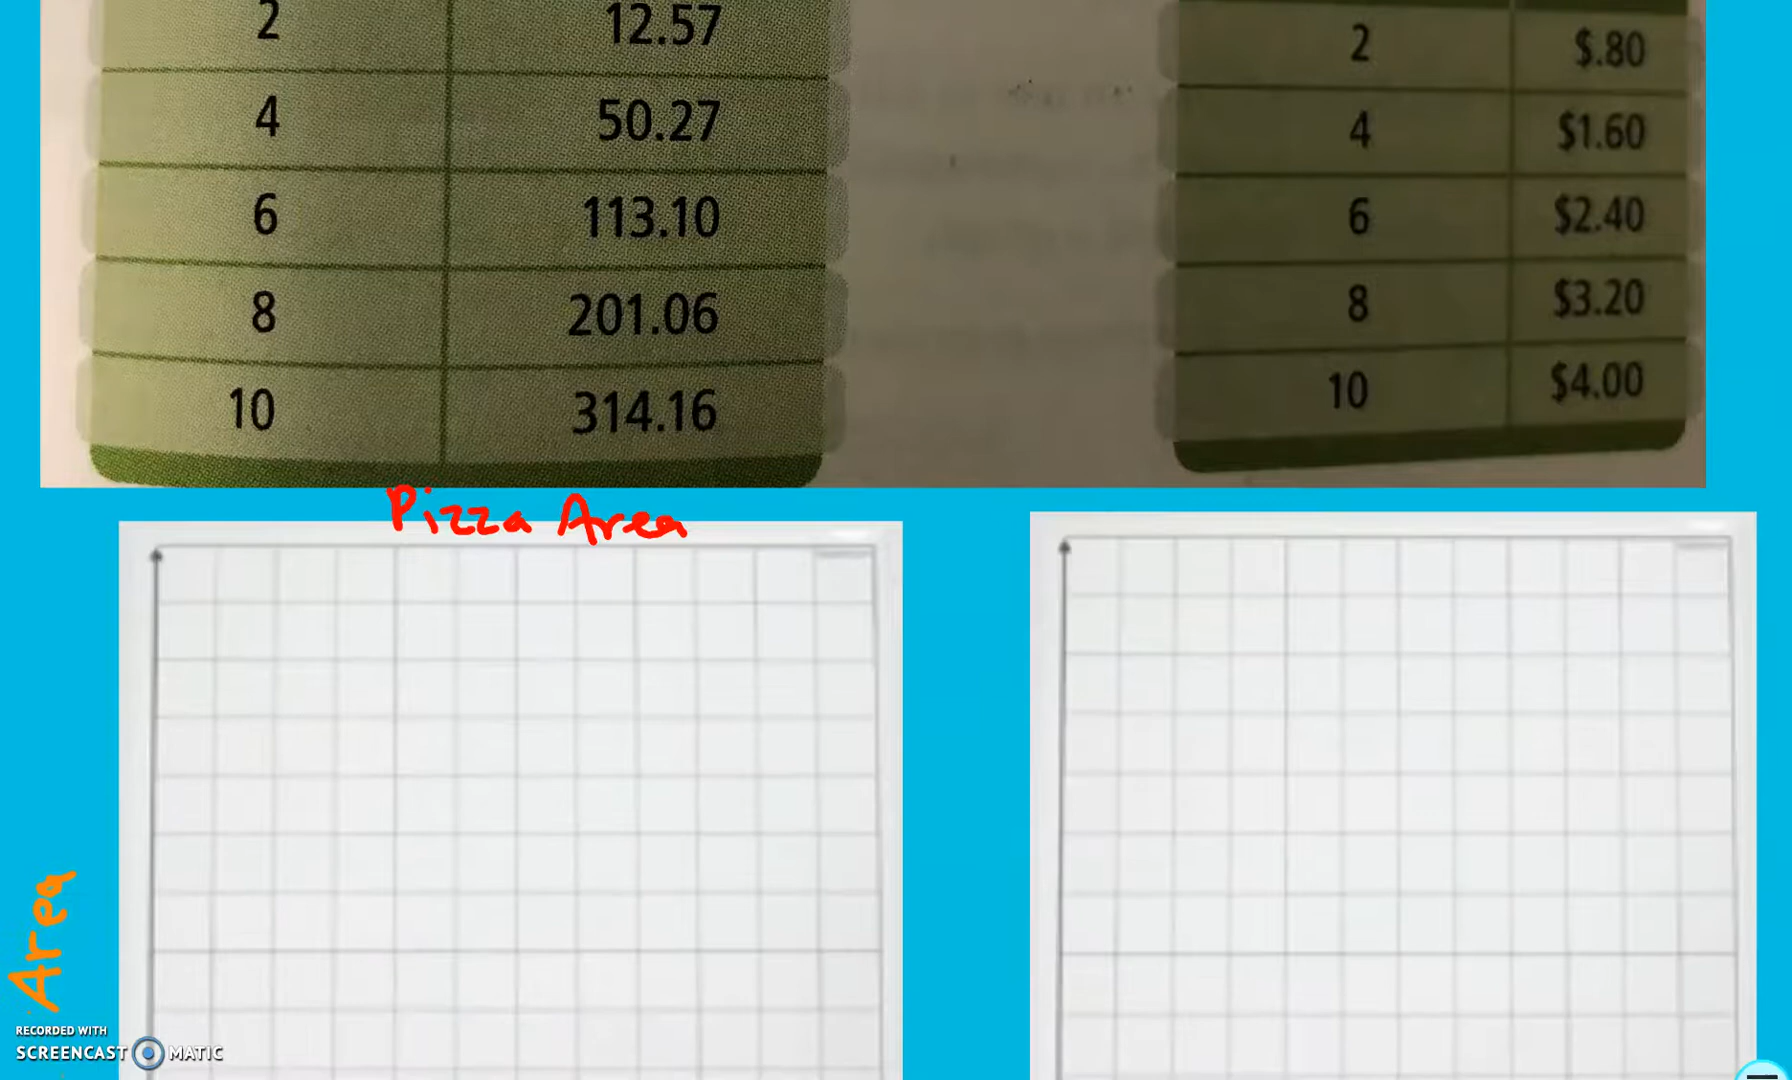 2 12.57
4 50.27
6 113.10
8 201.06
10 314.16
2 $.80
4 $1.60
6 $2.40
8 $3.20
10 $4.00
Pizza Area
Area
RECORDED WITH
SCREENCAST MATIC